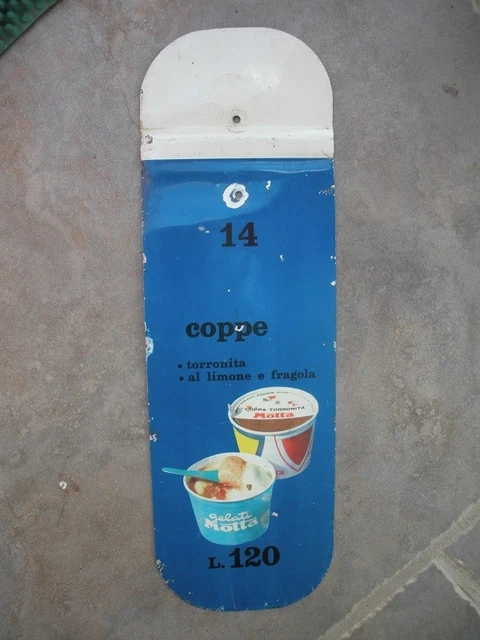 14
coppe
• torronita
• al limone e fragola
COPPA TORRONITA
Motta
gelati
Motta
L. 120